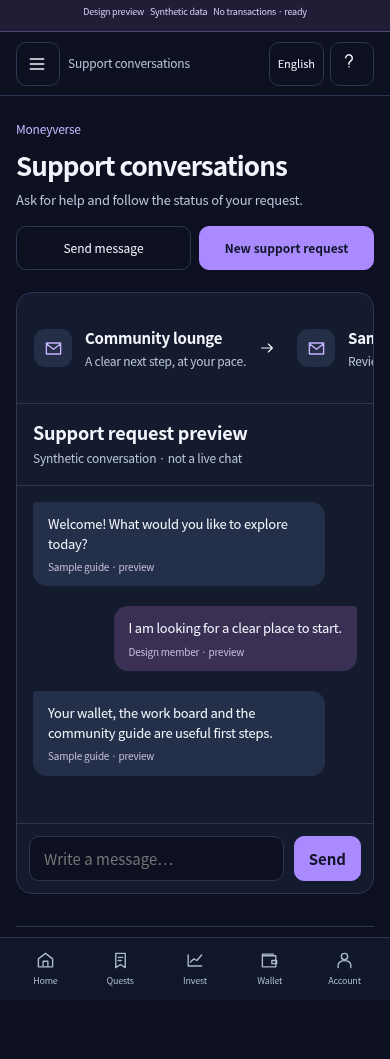 Design preview Synthetic data No transactions · ready
Support conversations
English
?
Moneyverse
Support conversations
Ask for help and follow the status of your request.
Send message
New support request
Community lounge
A clear next step, at your pace.
→
San
Revie
Support request preview
Synthetic conversation · not a live chat
Welcome! What would you like to explore
today?
Sample guide · preview
I am looking for a clear place to start.
Design member · preview
Your wallet, the work board and the
community guide are useful first steps.
Sample guide · preview
Write a message...
Send
Home
Quests
Invest
Wallet
Account